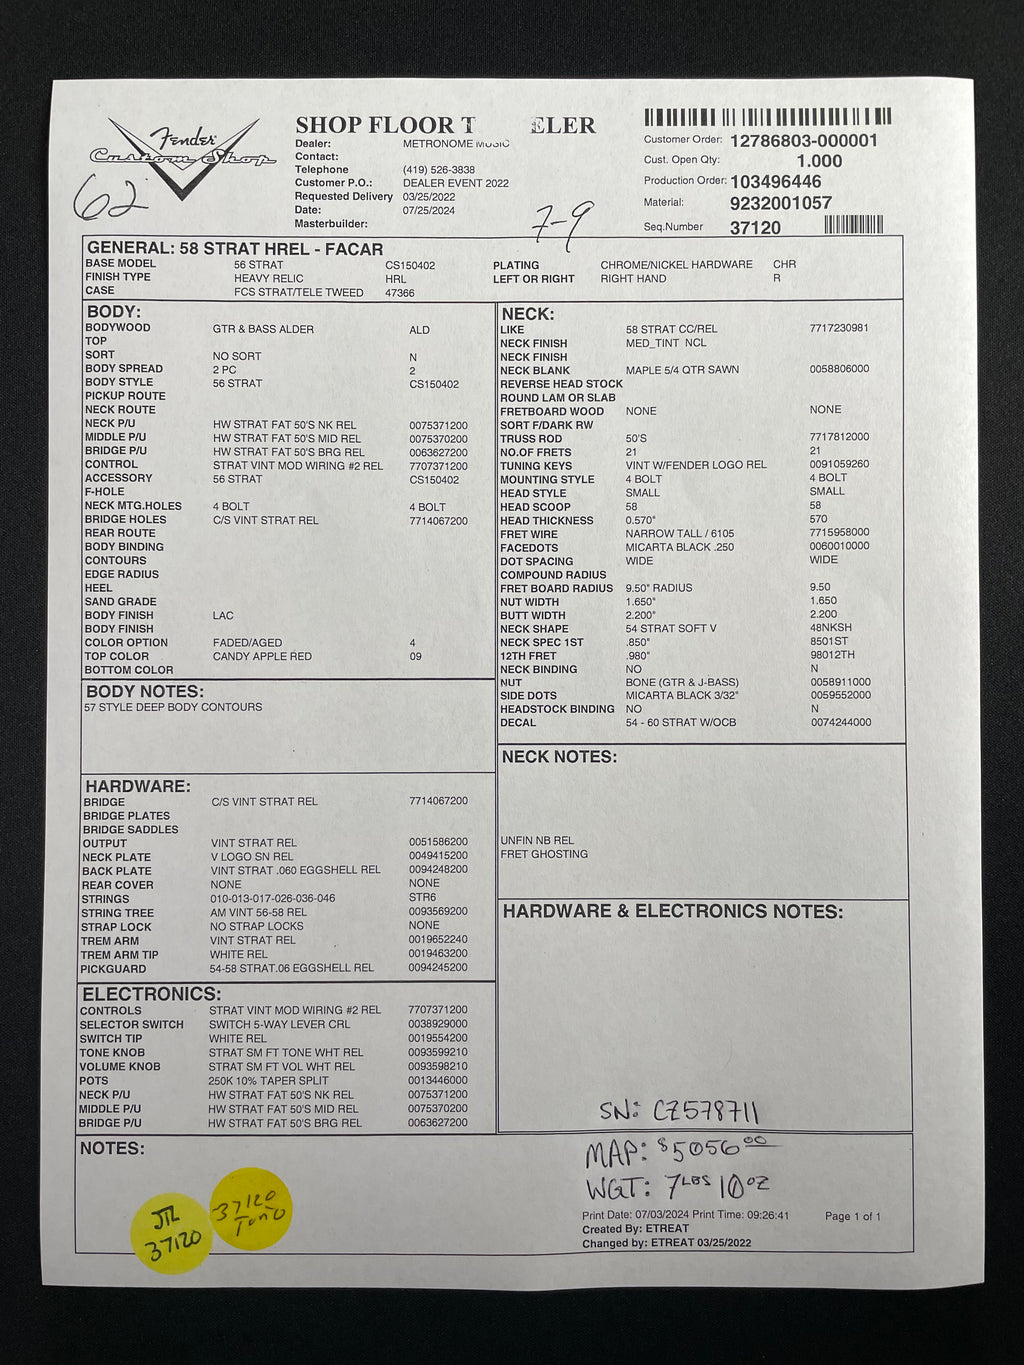 Fender
Custom Shop
62
SHOP FLOOR T ELER
Dealer: METRONOME MUSIC
Contact:
Telephone (419) 526-3838
Customer P.O.: DEALER EVENT 2022
Requested Delivery 03/25/2022
Date: 07/25/2024
Masterbuilder:
7-9
Customer Order: 12786803-000001
Cust. Open Qty: 1.000
Production Order: 103496446
Material: 9232001057
Seq.Number 37120
GENERAL: 58 STRAT HREL - FACAR
BASE MODEL 56 STRAT CS150402 PLATING CHROME/NICKEL HARDWARE CHR
FINISH TYPE HEAVY RELIC HRL LEFT OR RIGHT RIGHT HAND R
CASE FCS STRAT/TELE TWEED 47366
BODY:
BODYWOOD GTR & BASS ALDER ALD
TOP
SORT NO SORT N
BODY SPREAD 2 PC 2
BODY STYLE 56 STRAT CS150402
PICKUP ROUTE
NECK ROUTE
NECK P/U HW STRAT FAT 50'S NK REL 0075371200
MIDDLE P/U HW STRAT FAT 50'S MID REL 0075370200
BRIDGE P/U HW STRAT FAT 50'S BRG REL 0063627200
CONTROL STRAT VINT MOD WIRING #2 REL 7707371200
ACCESSORY 56 STRAT CS150402
F-HOLE
NECK MTG.HOLES 4 BOLT 4 BOLT
BRIDGE HOLES C/S VINT STRAT REL 7714067200
REAR ROUTE
BODY BINDING
CONTOURS
EDGE RADIUS
HEEL
SAND GRADE
BODY FINISH LAC
BODY FINISH
COLOR OPTION FADED/AGED 4
TOP COLOR CANDY APPLE RED 09
BOTTOM COLOR
BODY NOTES:
57 STYLE DEEP BODY CONTOURS
HARDWARE:
BRIDGE C/S VINT STRAT REL 7714067200
BRIDGE PLATES
BRIDGE SADDLES
OUTPUT VINT STRAT REL 0051586200
NECK PLATE V LOGO SN REL 0049415200
BACK PLATE VINT STRAT .060 EGGSHELL REL 0094248200
REAR COVER NONE NONE
STRINGS 010-013-017-026-036-046 STR6
STRING TREE AM VINT 56-58 REL 0093569200
STRAP LOCK NO STRAP LOCKS NONE
TREM ARM VINT STRAT REL 0019652240
TREM ARM TIP WHITE REL 0019463200
PICKGUARD 54-58 STRAT.06 EGGSHELL REL 0094245200
ELECTRONICS:
CONTROLS STRAT VINT MOD WIRING #2 REL 7707371200
SELECTOR SWITCH SWITCH 5-WAY LEVER CRL 0038929000
SWITCH TIP WHITE REL 0019554200
TONE KNOB STRAT SM FT TONE WHT REL 0093599210
VOLUME KNOB STRAT SM FT VOL WHT REL 0093598210
POTS 250K 10% TAPER SPLIT 0013446000
NECK P/U HW STRAT FAT 50'S NK REL 0075371200
MIDDLE P/U HW STRAT FAT 50'S MID REL 0075370200
BRIDGE P/U HW STRAT FAT 50'S BRG REL 0063627200
NECK:
LIKE 58 STRAT CC/REL 7717230981
NECK FINISH MED_TINT NCL
NECK FINISH
NECK BLANK MAPLE 5/4 QTR SAWN 0058806000
REVERSE HEAD STOCK
ROUND LAM OR SLAB
FRETBOARD WOOD NONE NONE
SORT F/DARK RW
TRUSS ROD 50'S 7717812000
NO.OF FRETS 21 21
TUNING KEYS VINT W/FENDER LOGO REL 0091059260
MOUNTING STYLE 4 BOLT 4 BOLT
HEAD STYLE SMALL SMALL
HEAD SCOOP 58 58
HEAD THICKNESS 0.570" 570
FRET WIRE NARROW TALL / 6105 7715958000
FACEDOTS MICARTA BLACK .250 0060010000
DOT SPACING WIDE WIDE
COMPOUND RADIUS
FRET BOARD RADIUS 9.50" RADIUS 9.50
NUT WIDTH 1.650" 1.650
BUTT WIDTH 2.200" 2.200
NECK SHAPE 54 STRAT SOFT V 48NKSH
NECK SPEC 1ST .850" 8501ST
12TH FRET .980" 98012TH
NECK BINDING NO N
NUT BONE (GTR & J-BASS) 0058911000
SIDE DOTS MICARTA BLACK 3/32" 0059552000
HEADSTOCK BINDING NO N
DECAL 54 - 60 STRAT W/OCB 0074244000
NECK NOTES:
UNFIN NB REL
FRET GHOSTING
HARDWARE & ELECTRONICS NOTES:
SN: CZ578711
NOTES:
MAP: $5056.00
WGT: 7LBS 10OZ
JTL
37120
37120
Tono
Print Date: 07/03/2024 Print Time: 09:26:41 Page 1 of 1
Created By: ETREAT
Changed by: ETREAT 03/25/2022